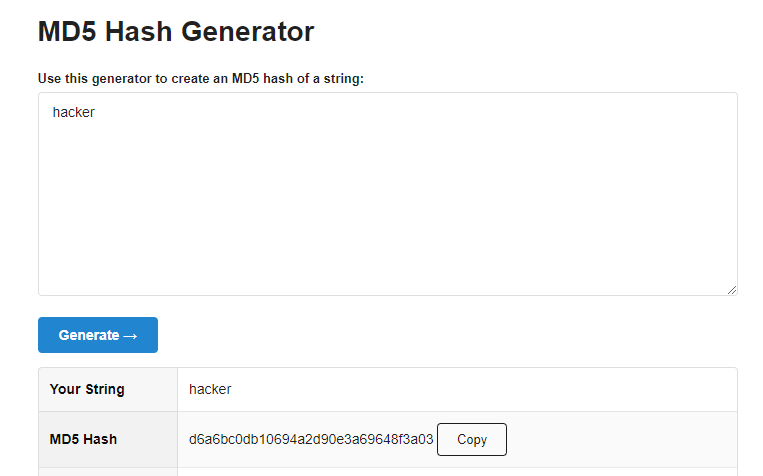 MD5 Hash Generator
Use this generator to create an MD5 hash of a string:
hacker
Generate →
Your String hacker
MD5 Hash d6a6bc0db10694a2d90e3a69648f3a03 Copy